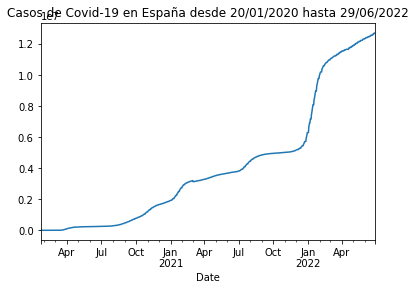 Casos de Covid-19 en España desde 20/01/2020 hasta 29/06/2022
1e7
1.2
1.0
0.8
0.6
0.4
0.2
0.0
Apr Jul Oct Jan Apr Jul Oct Jan Apr
2021 2022
Date